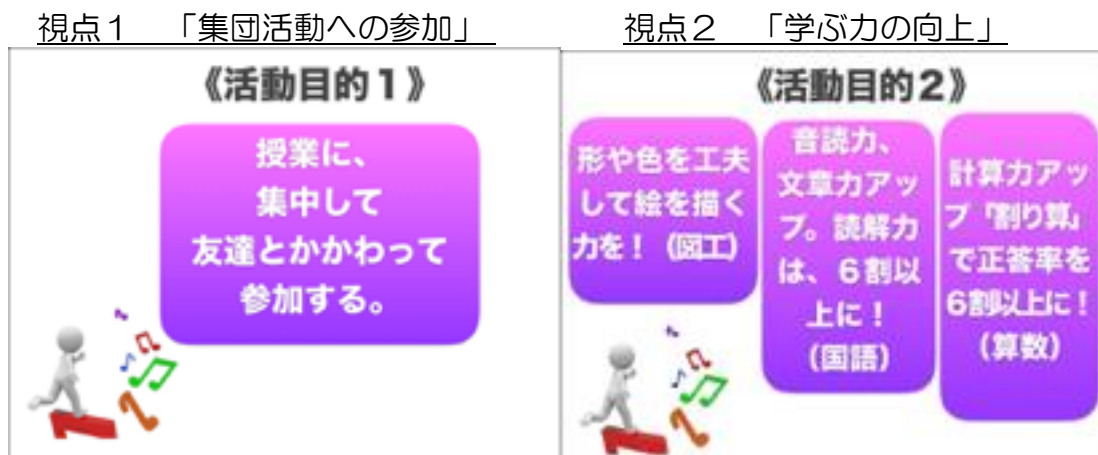 視点1 「集団活動への参加」
《活動目的1》
授業に、
集中して
友達とかかわって
参加する。
視点2 「学ぶ力の向上」
《活動目的2》
形や色を工夫
して絵を描く
力を！（図工）
音読力、
文章力アッ
プ。読解力
は、6割以
上に！
（国語）
計算力アッ
プ「割り算」
で正答率を
6割以上に！
（算数）